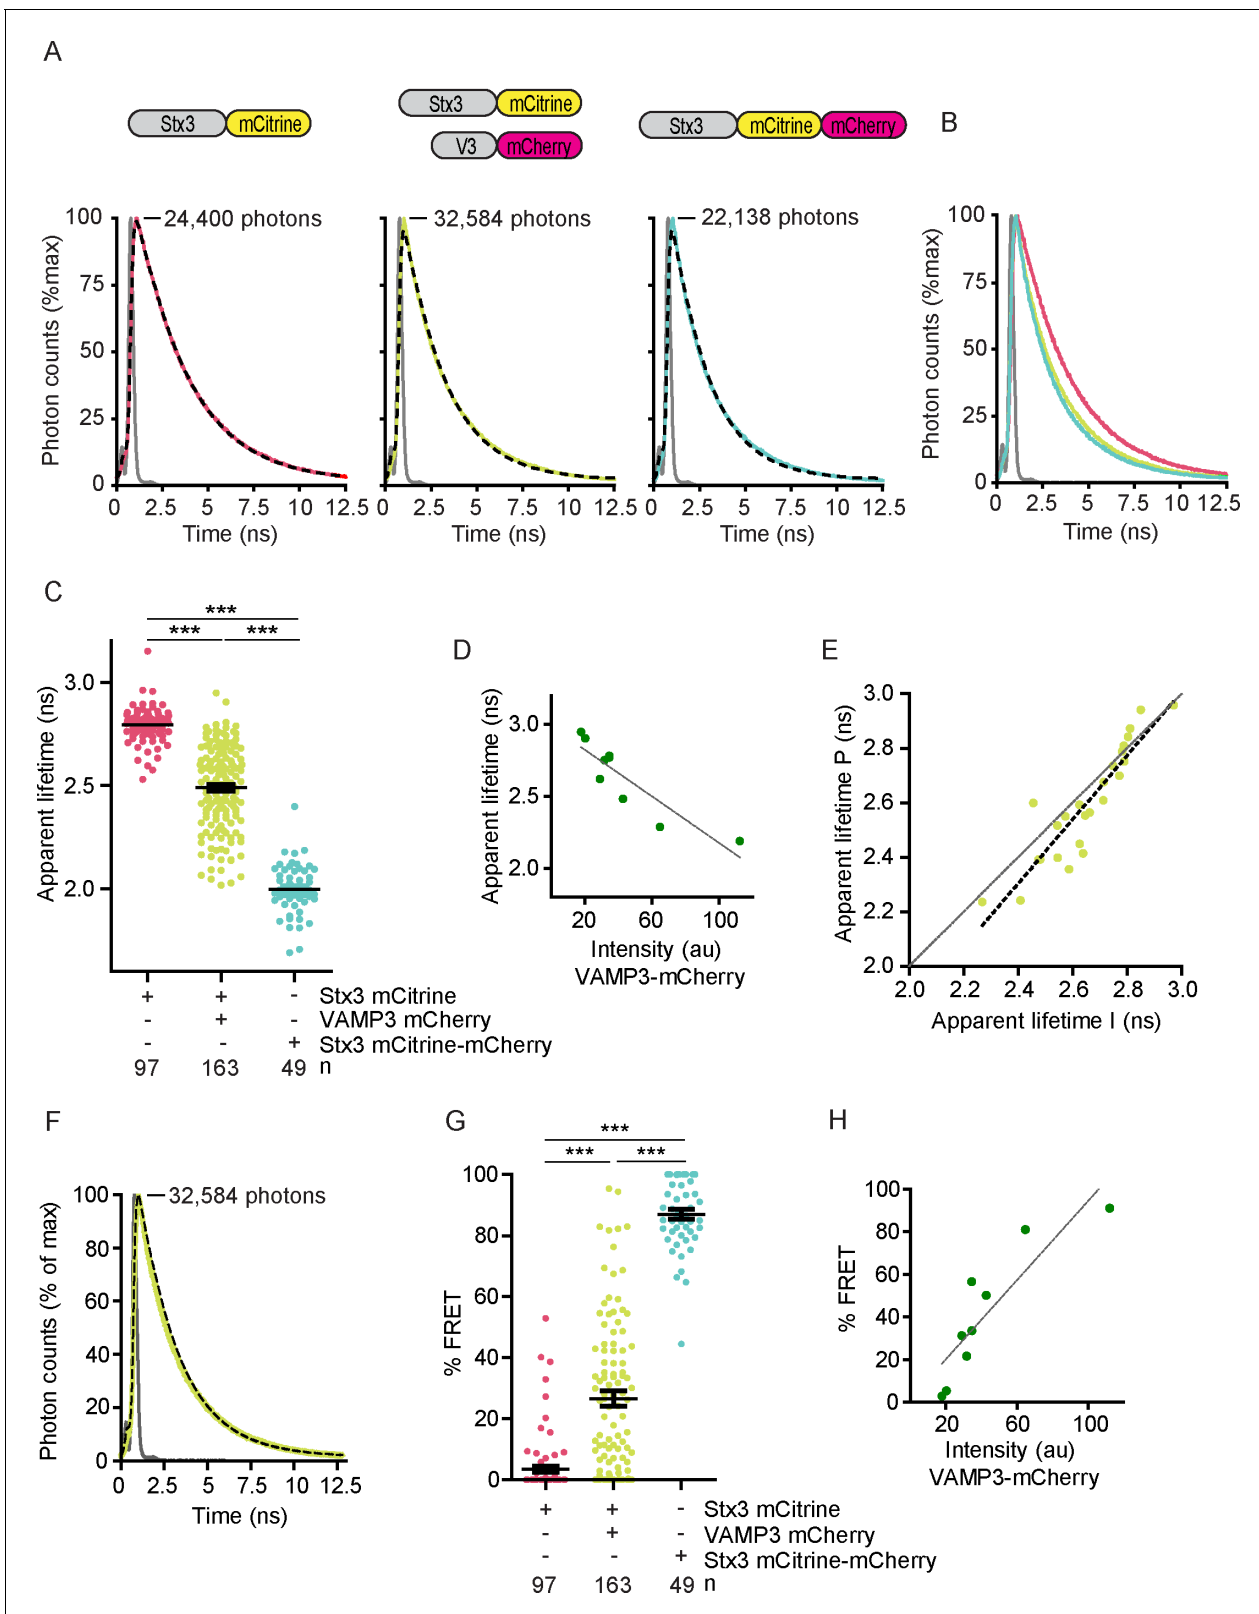 A
Stx3 mCitrine
Stx3 mCitrine
V3 mCherry
Stx3 mCitrine mCherry
B
Photon counts (%max)
100
75
50
25
0
24,400 photons
0 2.5 5 7.5 10 12.5
Time (ns)
32,584 photons
0 2.5 5 7.5 10 12.5
Time (ns)
22,138 photons
0 2.5 5 7.5 10 12.5
Time (ns)
Photon counts (%max)
100
75
50
25
0
0 2.5 5 7.5 10 12.5
Time (ns)
C
*** 
*** ***
Apparent lifetime (ns)
3.0
2.5
2.0
+ + - Stx3 mCitrine
- + - VAMP3 mCherry
- - + Stx3 mCitrine-mCherry
97 163 49 n
D
Apparent lifetime (ns)
3.0
2.5
2.0
20 60 100
Intensity (au)
VAMP3-mCherry
E
Apparent lifetime P (ns)
3.0
2.8
2.6
2.4
2.2
2.0
2.0 2.2 2.4 2.6 2.8 3.0
Apparent lifetime I (ns)
F
Photon counts (% of max)
100
80
60
40
20
0
32,584 photons
0 2.5 5 7.5 10 12.5
Time (ns)
G
***
*** ***
% FRET
100
80
60
40
20
0
+ + - Stx3 mCitrine
- + - VAMP3 mCherry
- - + Stx3 mCitrine-mCherry
97 163 49 n
H
% FRET
100
80
60
40
20
0
20 60 100
Intensity (au)
VAMP3-mCherry